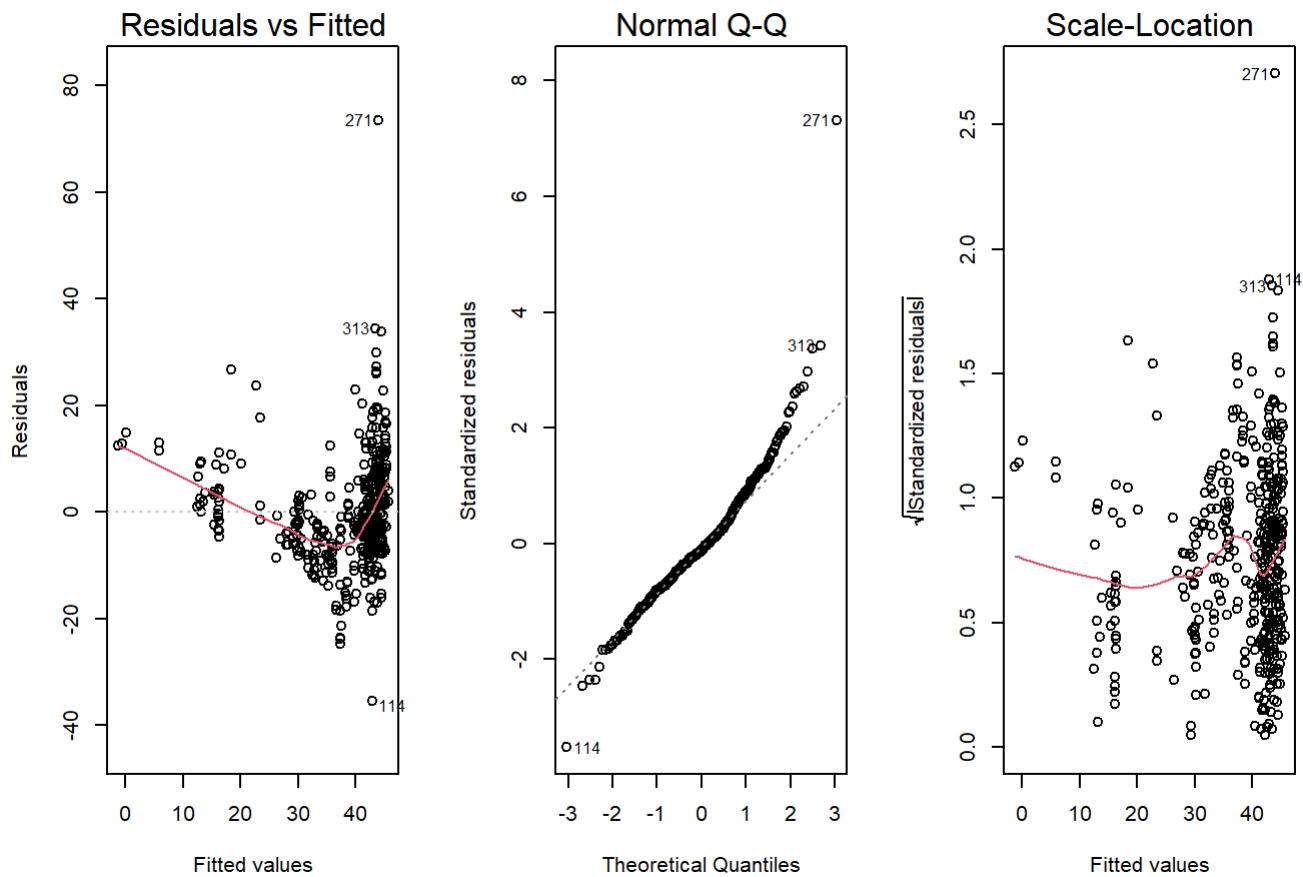 Residuals vs Fitted
Residuals
80
60
40
20
0
-20
-40
271
313
114
0 10 20 30 40
Fitted values
Normal Q-Q
Standardized residuals
8
6
4
2
0
-2
271
313
114
-3 -2 -1 0 1 2 3
Theoretical Quantiles
Scale-Location
√|Standardized residuals|
2.5
2.0
1.5
1.0
0.5
0.0
271
114
313
0 10 20 30 40
Fitted values